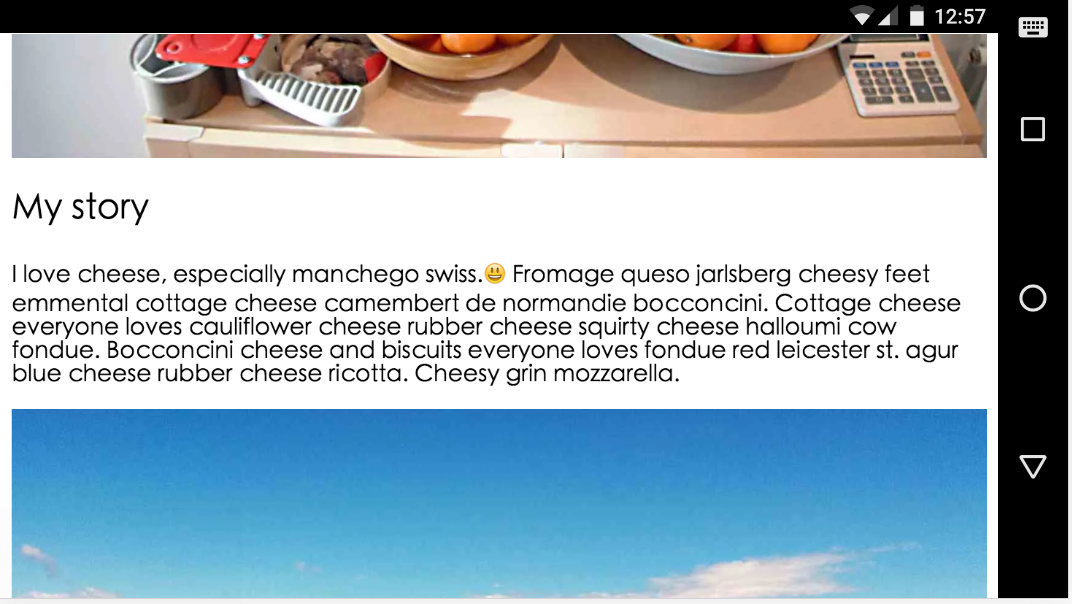 12:57
My story
I love cheese, especially manchego swiss.😃 Fromage queso jarlsberg cheesy feet
emmental cottage cheese camembert de normandie bocconcini. Cottage cheese
everyone loves cauliflower cheese rubber cheese squirty cheese halloumi cow
fondue. Bocconcini cheese and biscuits everyone loves fondue red leicester st. agur
blue cheese rubber cheese ricotta. Cheesy grin mozzarella.